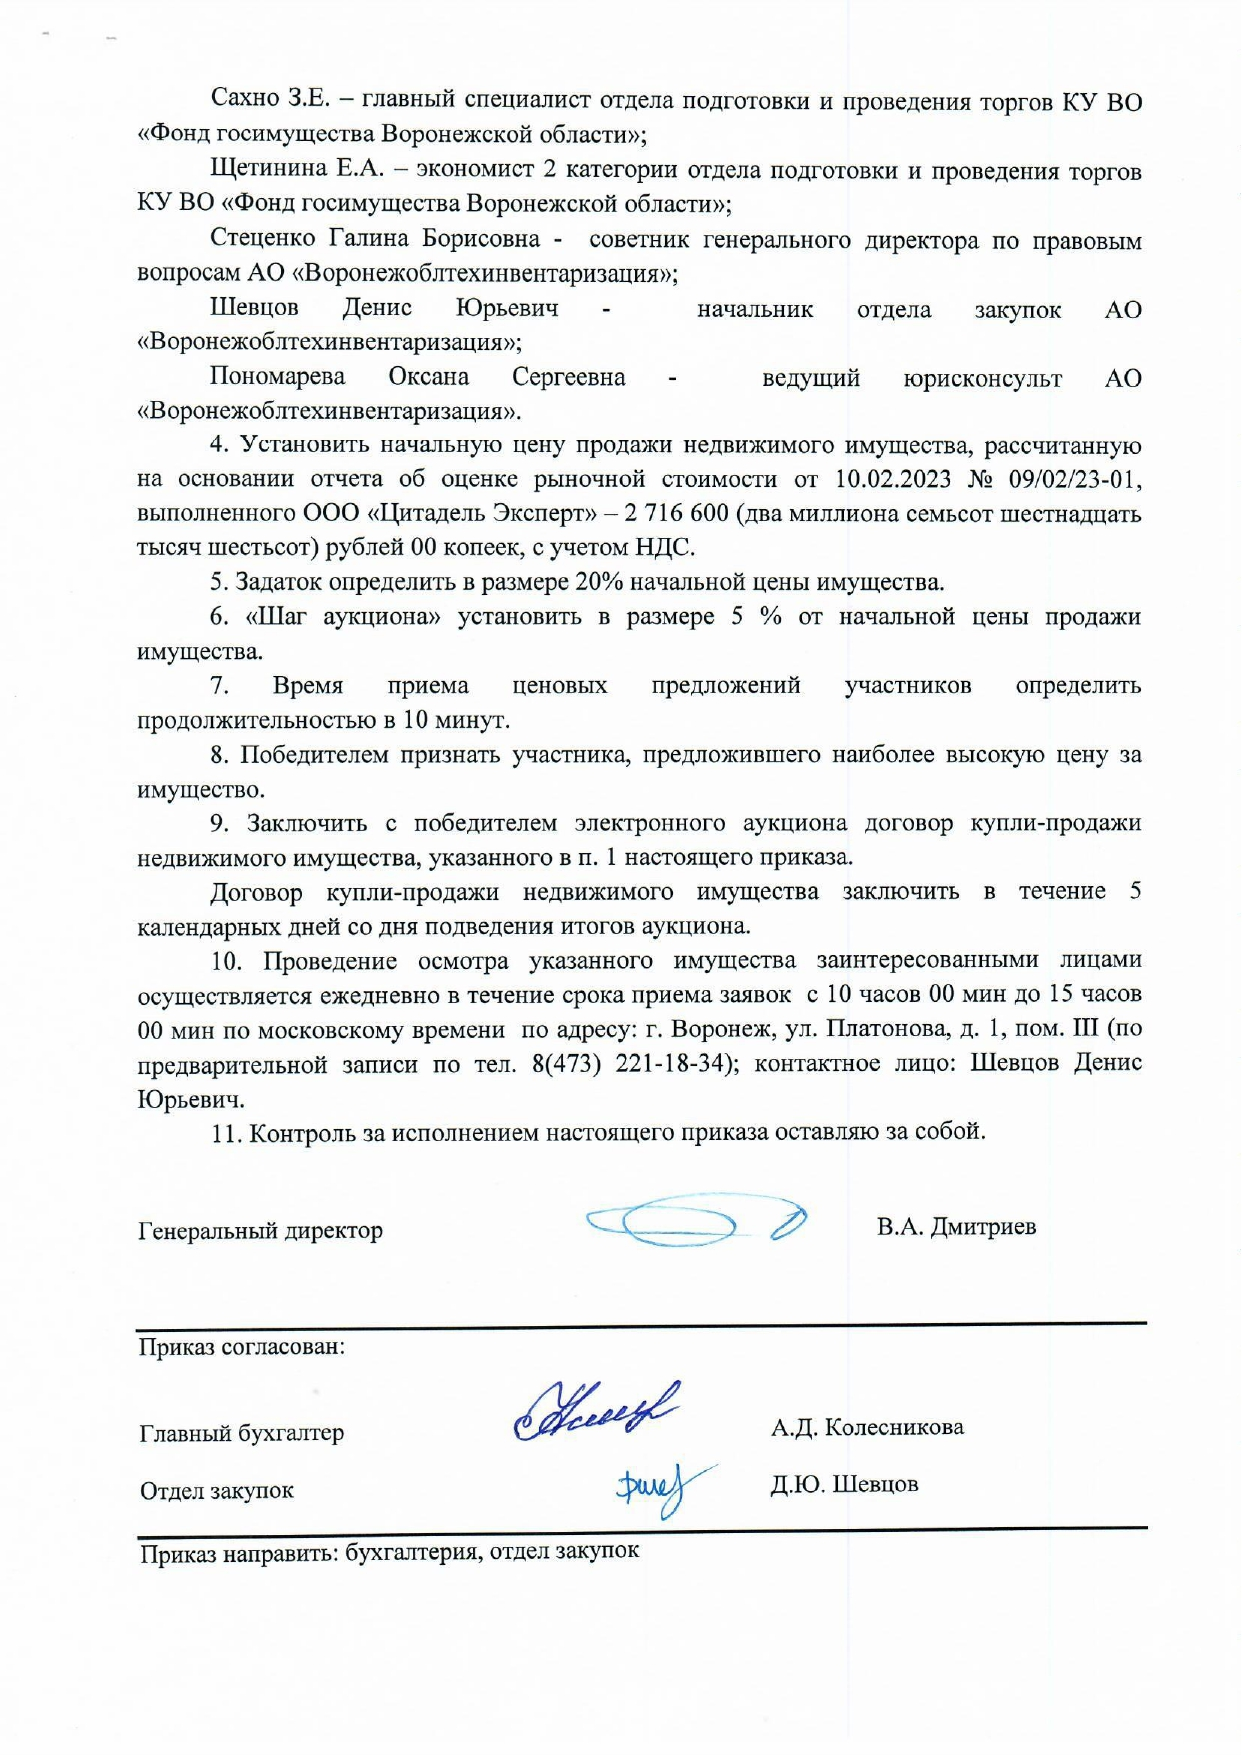 Сахно З.Е. – главный специалист отдела подготовки и проведения торгов КУ ВО
«Фонд госимущества Воронежской области»;
Щетинина Е.А. – экономист 2 категории отдела подготовки и проведения торгов
КУ ВО «Фонд госимущества Воронежской области»;
Стеценко Галина Борисовна - советник генерального директора по правовым
вопросам АО «Воронежоблтехинвентаризация»;
Шевцов Денис Юрьевич - начальник отдела закупок АО
«Воронежоблтехинвентаризация»;
Пономарева Оксана Сергеевна - ведущий юрисконсульт АО
«Воронежоблтехинвентаризация».
4. Установить начальную цену продажи недвижимого имущества, рассчитанную
на основании отчета об оценке рыночной стоимости от 10.02.2023 № 09/02/23-01,
выполненного ООО «Цитадель Эксперт» – 2 716 600 (два миллиона семьсот шестнадцать
тысяч шестьсот) рублей 00 копеек, с учетом НДС.
5. Задаток определить в размере 20% начальной цены имущества.
6. «Шаг аукциона» установить в размере 5 % от начальной цены продажи
имущества.
7. Время приема ценовых предложений участников определить
продолжительностью в 10 минут.
8. Победителем признать участника, предложившего наиболее высокую цену за
имущество.
9. Заключить с победителем электронного аукциона договор купли-продажи
недвижимого имущества, указанного в п. 1 настоящего приказа.
Договор купли-продажи недвижимого имущества заключить в течение 5
календарных дней со дня подведения итогов аукциона.
10. Проведение осмотра указанного имущества заинтересованными лицами
осуществляется ежедневно в течение срока приема заявок с 10 часов 00 мин до 15 часов
00 мин по московскому времени по адресу: г. Воронеж, ул. Платонова, д. 1, пом. III (по
предварительной записи по тел. 8(473) 221-18-34); контактное лицо: Шевцов Денис
Юрьевич.
11. Контроль за исполнением настоящего приказа оставляю за собой.
Генеральный директор В.А. Дмитриев
Приказ согласован:
Главный бухгалтер А.Д. Колесникова
Отдел закупок Д.Ю. Шевцов
Приказ направить: бухгалтерия, отдел закупок